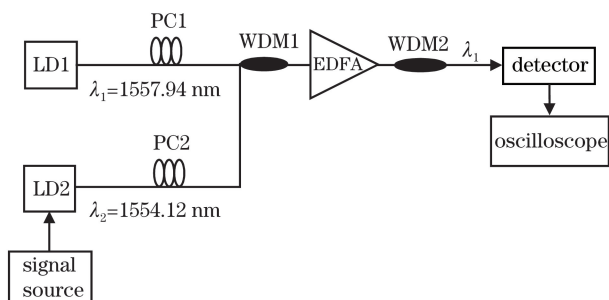 PC1
LD1
λ₁=1557.94 nm
WDM1
EDFA
WDM2
λ₁
detector
oscilloscope
PC2
LD2
λ₂=1554.12 nm
signal
source